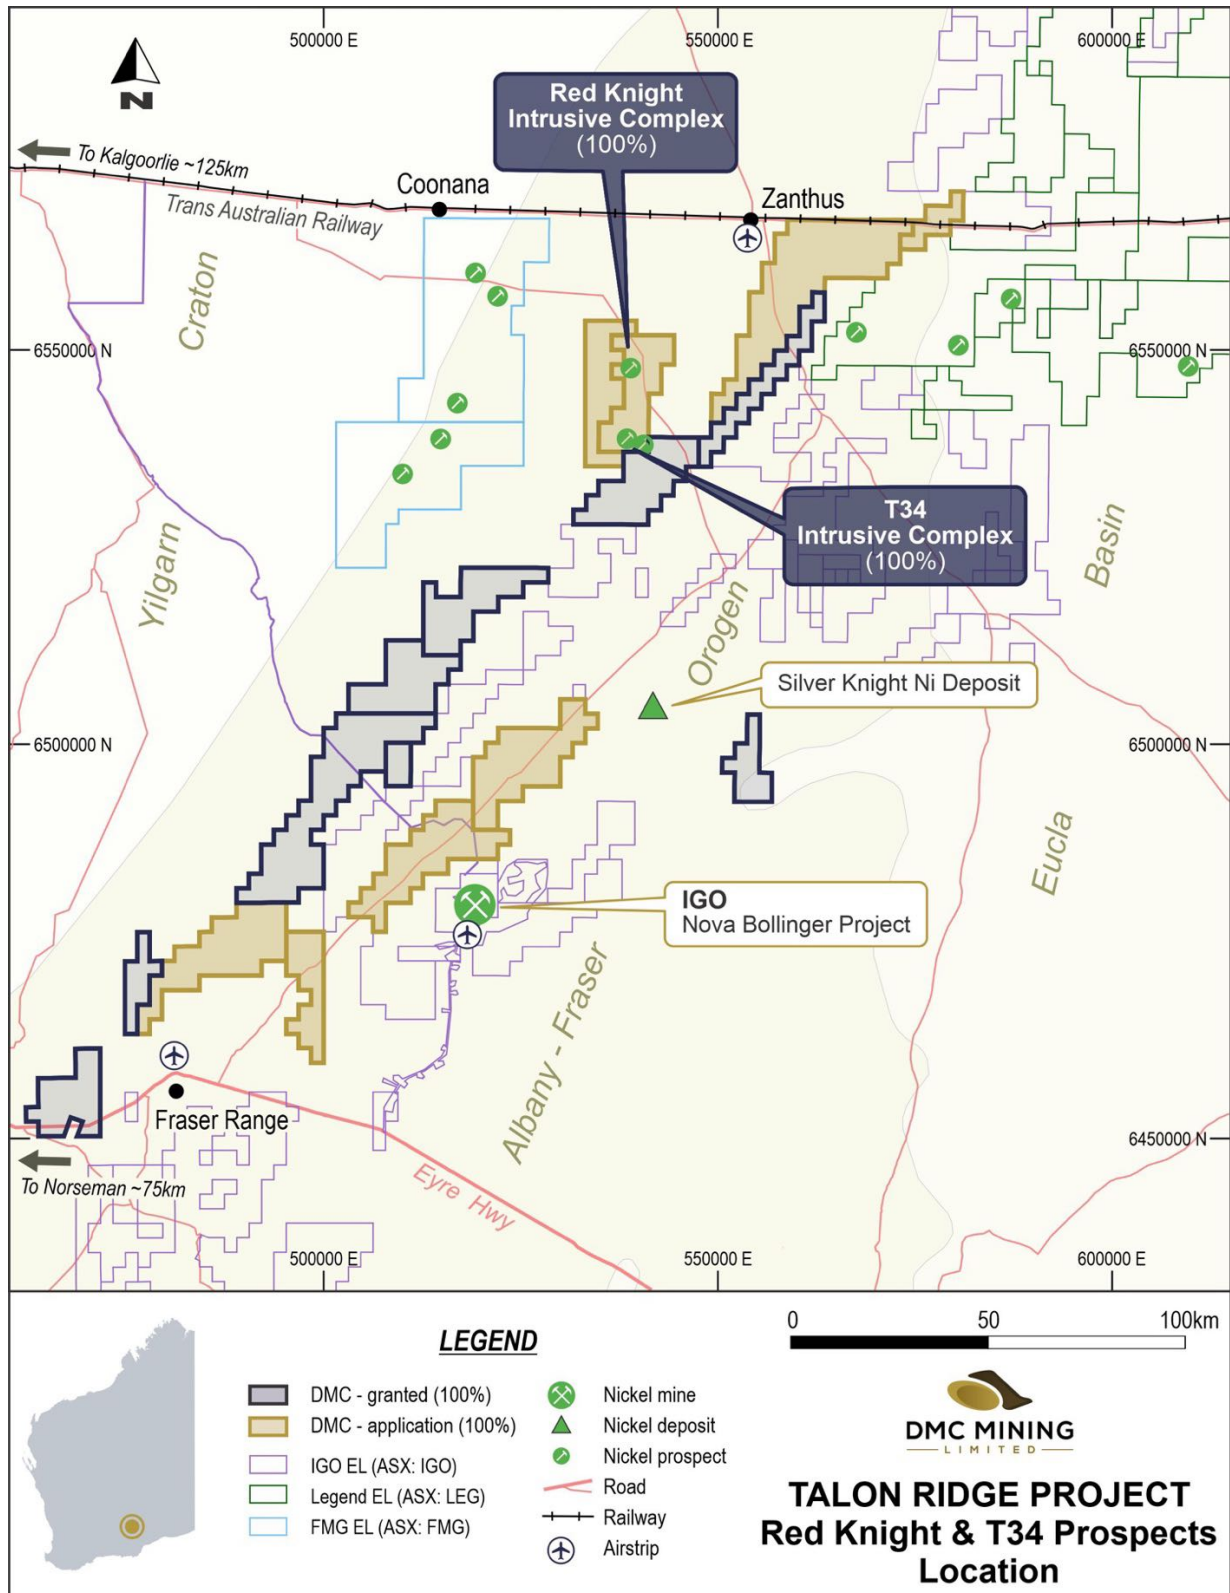 500000 E
550000 E
600000 E
N
Red Knight
Intrusive Complex
(100%)
To Kalgoorlie ~125km
Trans Australian Railway
Coonana
Zanthus
Craton
6550000 N
6550000 N
T34
Intrusive Complex
(100%)
Yilgarn
Basin
Orogen
Silver Knight Ni Deposit
6500000 N
6500000 N
Eucla
IGO
Nova Bollinger Project
Albany - Fraser
Fraser Range
6450000 N
To Norseman ~75km
Eyre Hwy
500000 E
550000 E
600000 E
LEGEND
DMC - granted (100%)
DMC - application (100%)
IGO EL (ASX: IGO)
Legend EL (ASX: LEG)
FMG EL (ASX: FMG)
Nickel mine
Nickel deposit
Nickel prospect
Road
Railway
Airstrip
0 50 100km
DMC MINING
LIMITED
TALON RIDGE PROJECT
Red Knight & T34 Prospects
Location